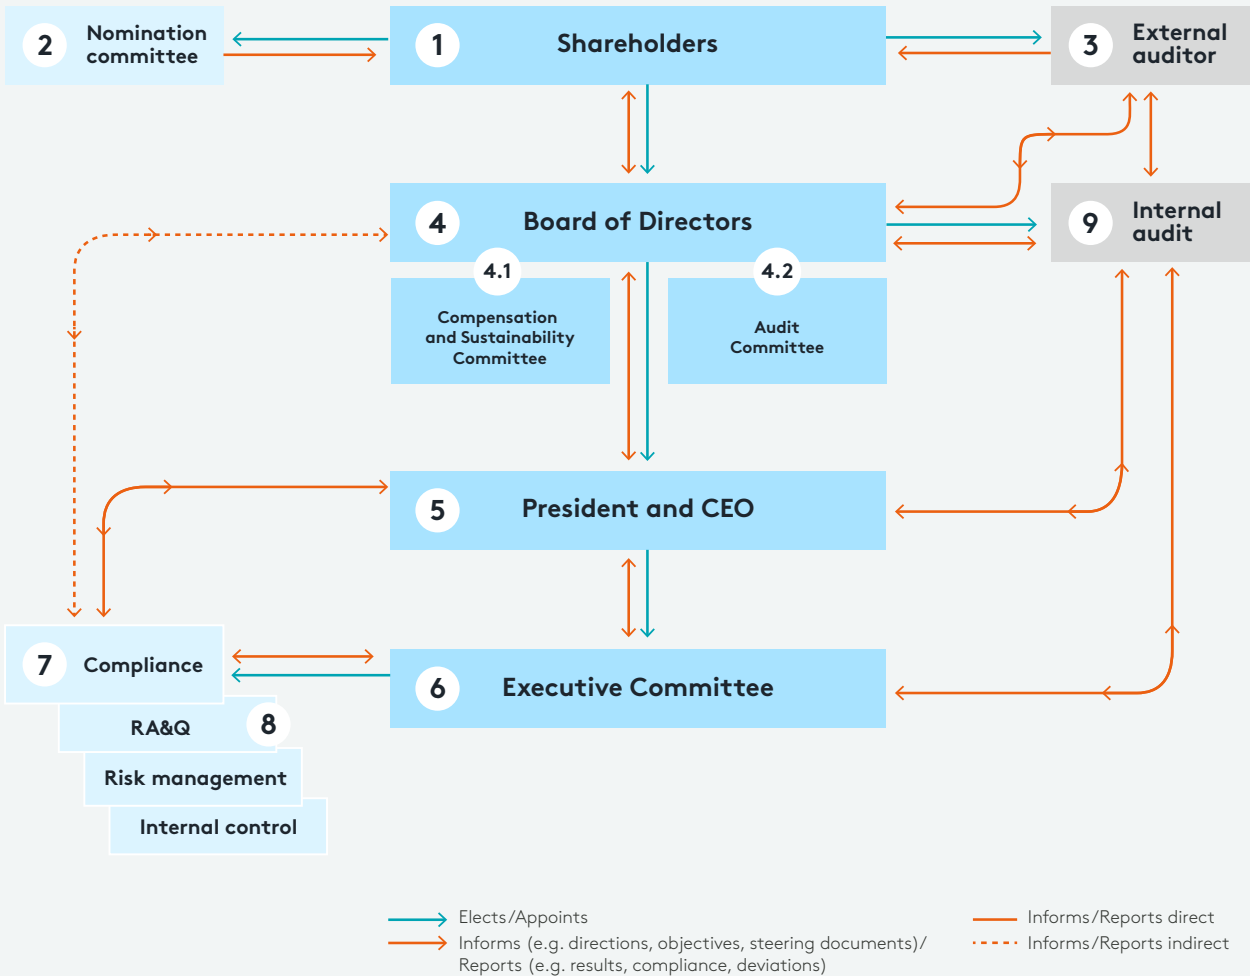 2
Nomination
committee
1
Shareholders
3
External
auditor
4
Board of Directors
9
Internal
audit
4.1
Compensation
and Sustainability
Committee
4.2
Audit
Committee
5
President and CEO
7
Compliance
6
Executive Committee
RA&Q
8
Risk management
Internal control
Elects/Appoints
Informs (e.g. directions, objectives, steering documents)/
Reports (e.g. results, compliance, deviations)
Informs/Reports direct
Informs/Reports indirect